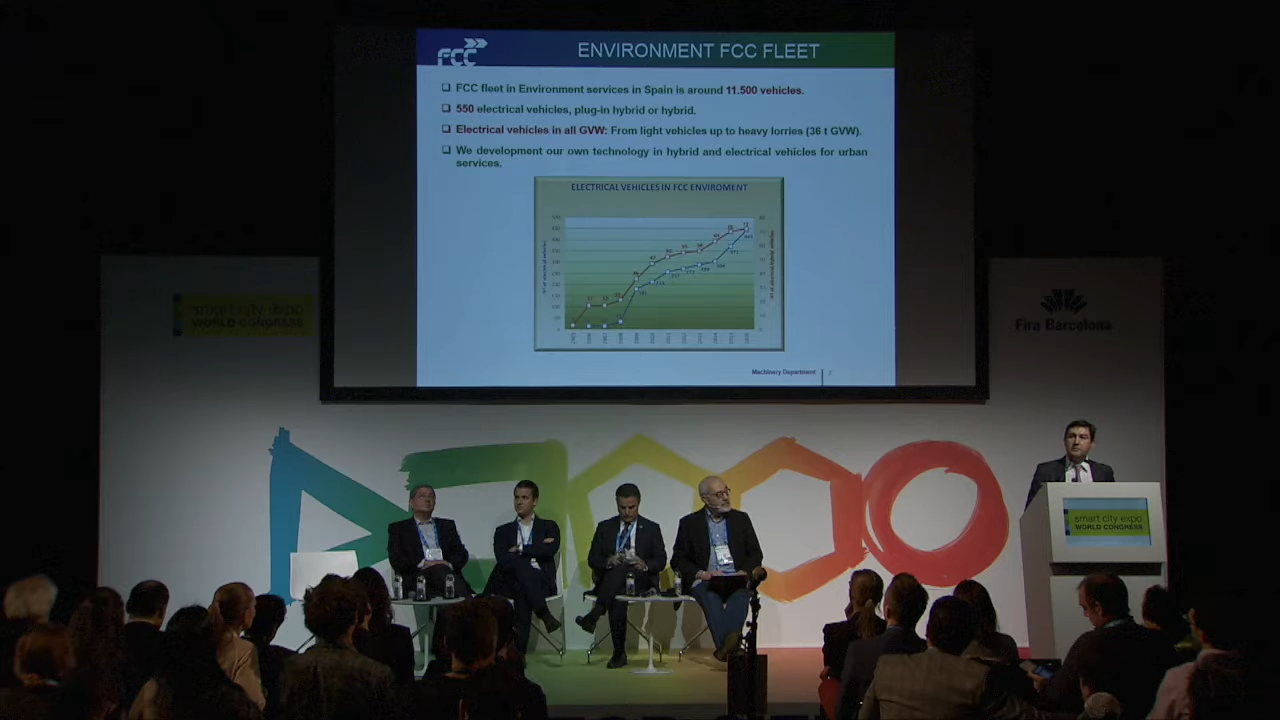 FCC
ENVIRONMENT FCC FLEET
❑ FCC fleet in Environment services in Spain is around 11.500 vehicles.
❑ 550 electrical vehicles, plug-in hybrid or hybrid.
❑ Electrical vehicles in all GVW: From light vehicles up to heavy lorries (36 t GVW).
❑ We development our own technology in hybrid and electrical vehicles for urban
services.
ELECTRICAL VEHICLES IN FCC ENVIROMENT
Machinery Department
2
smart city expo
WORLD CONGRESS
Fira Barcelona
smart city expo
WORLD CONGRESS